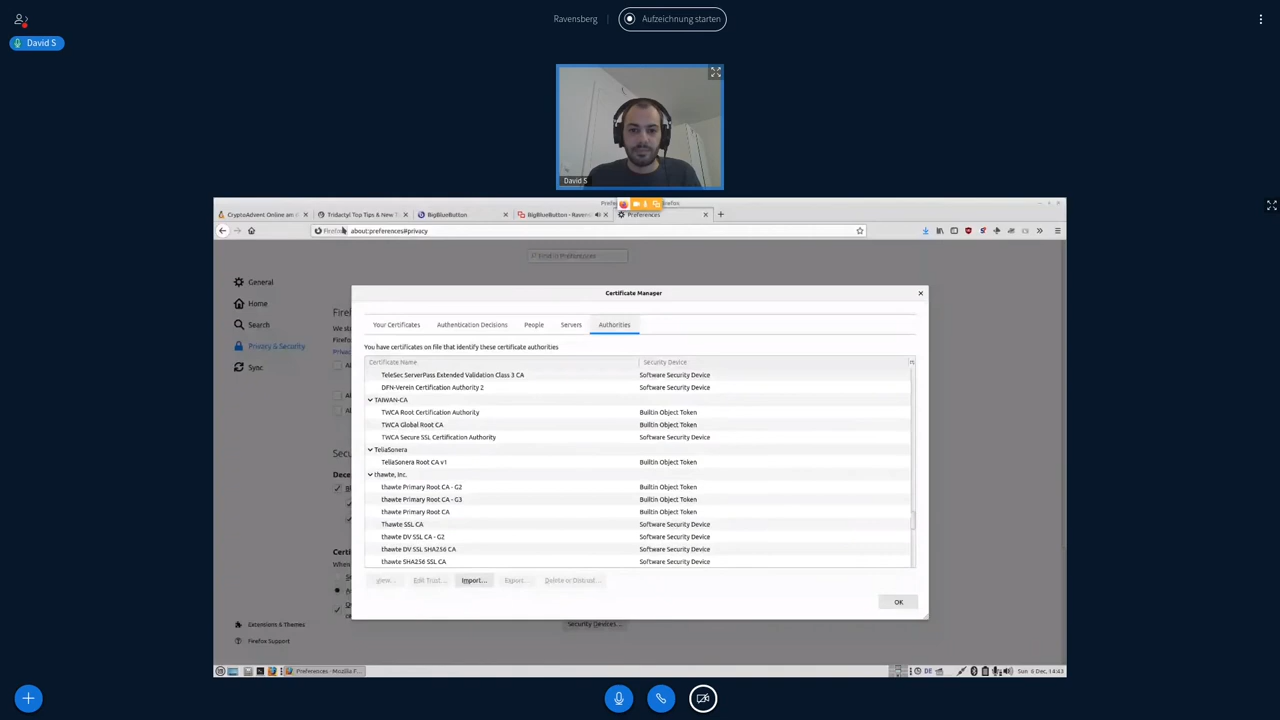 Ravensberg
Aufzeichnung starten
David S
David S
CryptoAdvent Online am
Tridactyl Top Tips & New T
BigBlueButton
BigBlueButton - Raven
Preferences
about:preferences#privacy
General
Home
Search
Privacy & Security
Sync
Extensions & Themes
Firefox Support
Certificate Manager
Your Certificates
Authentication Decisions
People
Servers
Authorities
You have certificates on file that identify these certificate authorities
Certificate Name
Security Device
TeleSec ServerPass Extended Validation Class 3 CA
Software Security Device
DFN-Verein Certification Authority 2
Software Security Device
TAIWAN-CA
TWCA Root Certification Authority
Builtin Object Token
TWCA Global Root CA
Builtin Object Token
TWCA Secure SSL Certification Authority
Software Security Device
TeliaSonera
TeliaSonera Root CA v1
Builtin Object Token
thawte, Inc.
thawte Primary Root CA - G2
Builtin Object Token
thawte Primary Root CA - G3
Builtin Object Token
thawte Primary Root CA
Builtin Object Token
Thawte SSL CA
Software Security Device
thawte DV SSL CA - G2
Software Security Device
thawte DV SSL SHA256 CA
Software Security Device
thawte SHA256 SSL CA
Software Security Device
View...
Edit Trust...
Import...
Export...
Delete or Distrust...
OK
Security Devices...
Preferences - Mozilla F...
DE
14:43